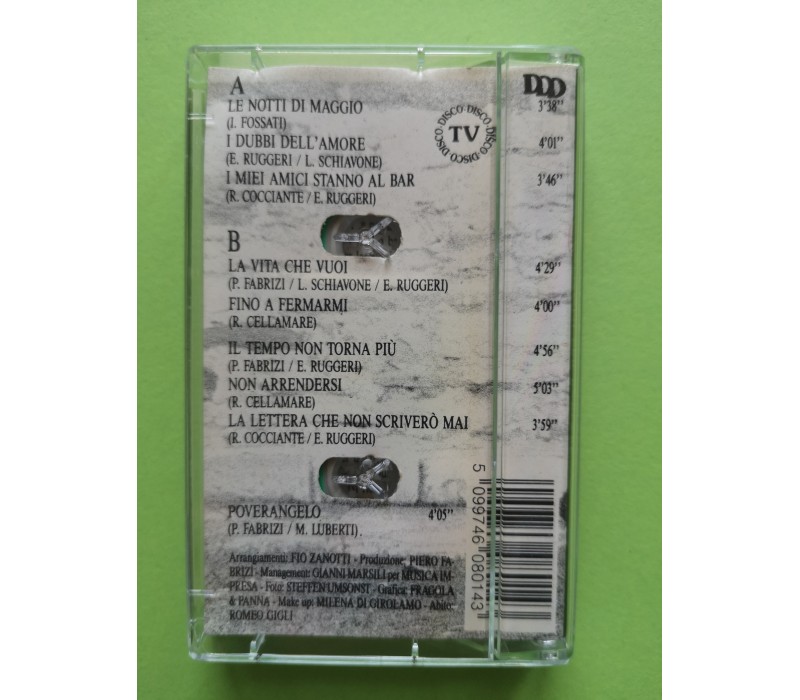 A
DDD
LE NOTTI DI MAGGIO 3'38"
(I. FOSSATI)
DISCO·DISCO·DISCO·DISCO·DISCO
TV
I DUBBI DELL'AMORE 4'01"
(E. RUGGERI / L. SCHIAVONE)
I MIEI AMICI STANNO AL BAR 3'46"
(R. COCCIANTE / E. RUGGERI)
B
LA VITA CHE VUOI 4'29"
(P. FABRIZI / L. SCHIAVONE / E. RUGGERI)
FINO A FERMARMI 4'00"
(R. CELLAMARE)
IL TEMPO NON TORNA PIÙ 4'56"
(P. FABRIZI / E. RUGGERI)
NON ARRENDERSI 5'03"
(R. CELLAMARE)
LA LETTERA CHE NON SCRIVERÒ MAI 3'59"
(R. COCCIANTE / E. RUGGERI)
POVERANGELO 4'05"
(P. FABRIZI / M. LUBERTI).
Arrangiamenti: FIO ZANOTTI - Produzione: PIERO FA-
BRIZI - Management: GIANNI MARSILI per MUSICA IM-
PRESA - Foto: STEFFEN UMSONST - Grafica: FRAGOLA
& PANNA - Make up: MILENA DI GIROLAMO - Abito:
ROMEO GIGLI
5 099746 080143